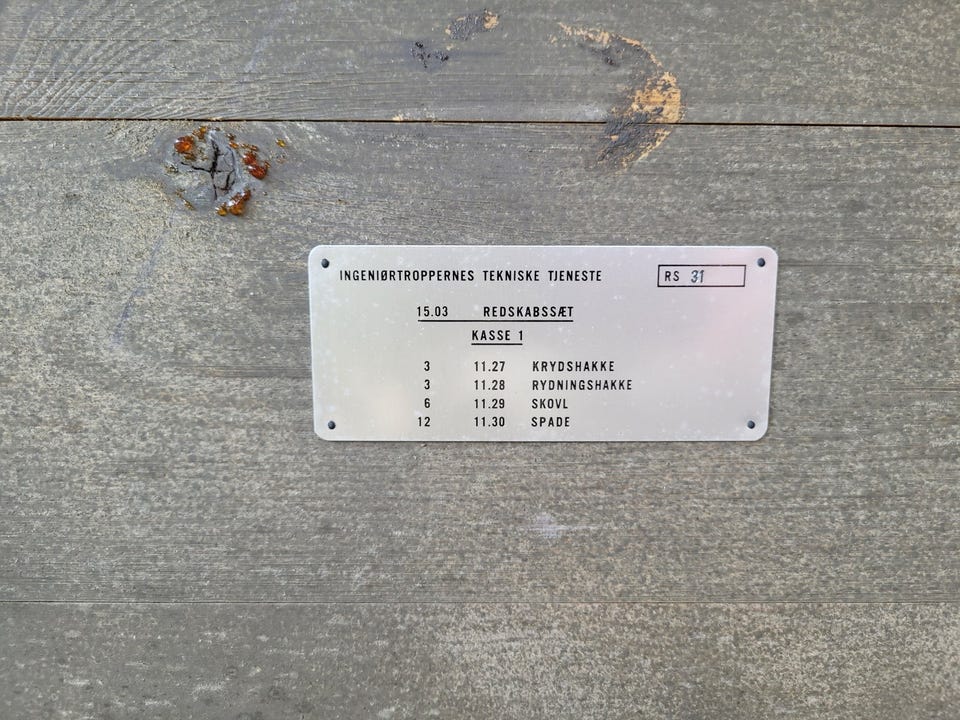 INGENIØRTROPPERNES TEKNISKE TJENESTE RS 31
15.03 REDSKABSSÆT
KASSE 1
3 11.27 KRYDSHAKKE
3 11.28 RYDNINGSHAKKE
6 11.29 SKOVL
12 11.30 SPADE